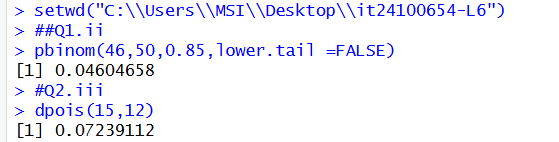 > setwd("C:\\Users\\MSI\\Desktop\\it24100654-L6")
> ##Q1.ii
> pbinom(46,50,0.85,lower.tail =FALSE)
[1] 0.04604658
> #Q2.iii
> dpois(15,12)
[1] 0.07239112